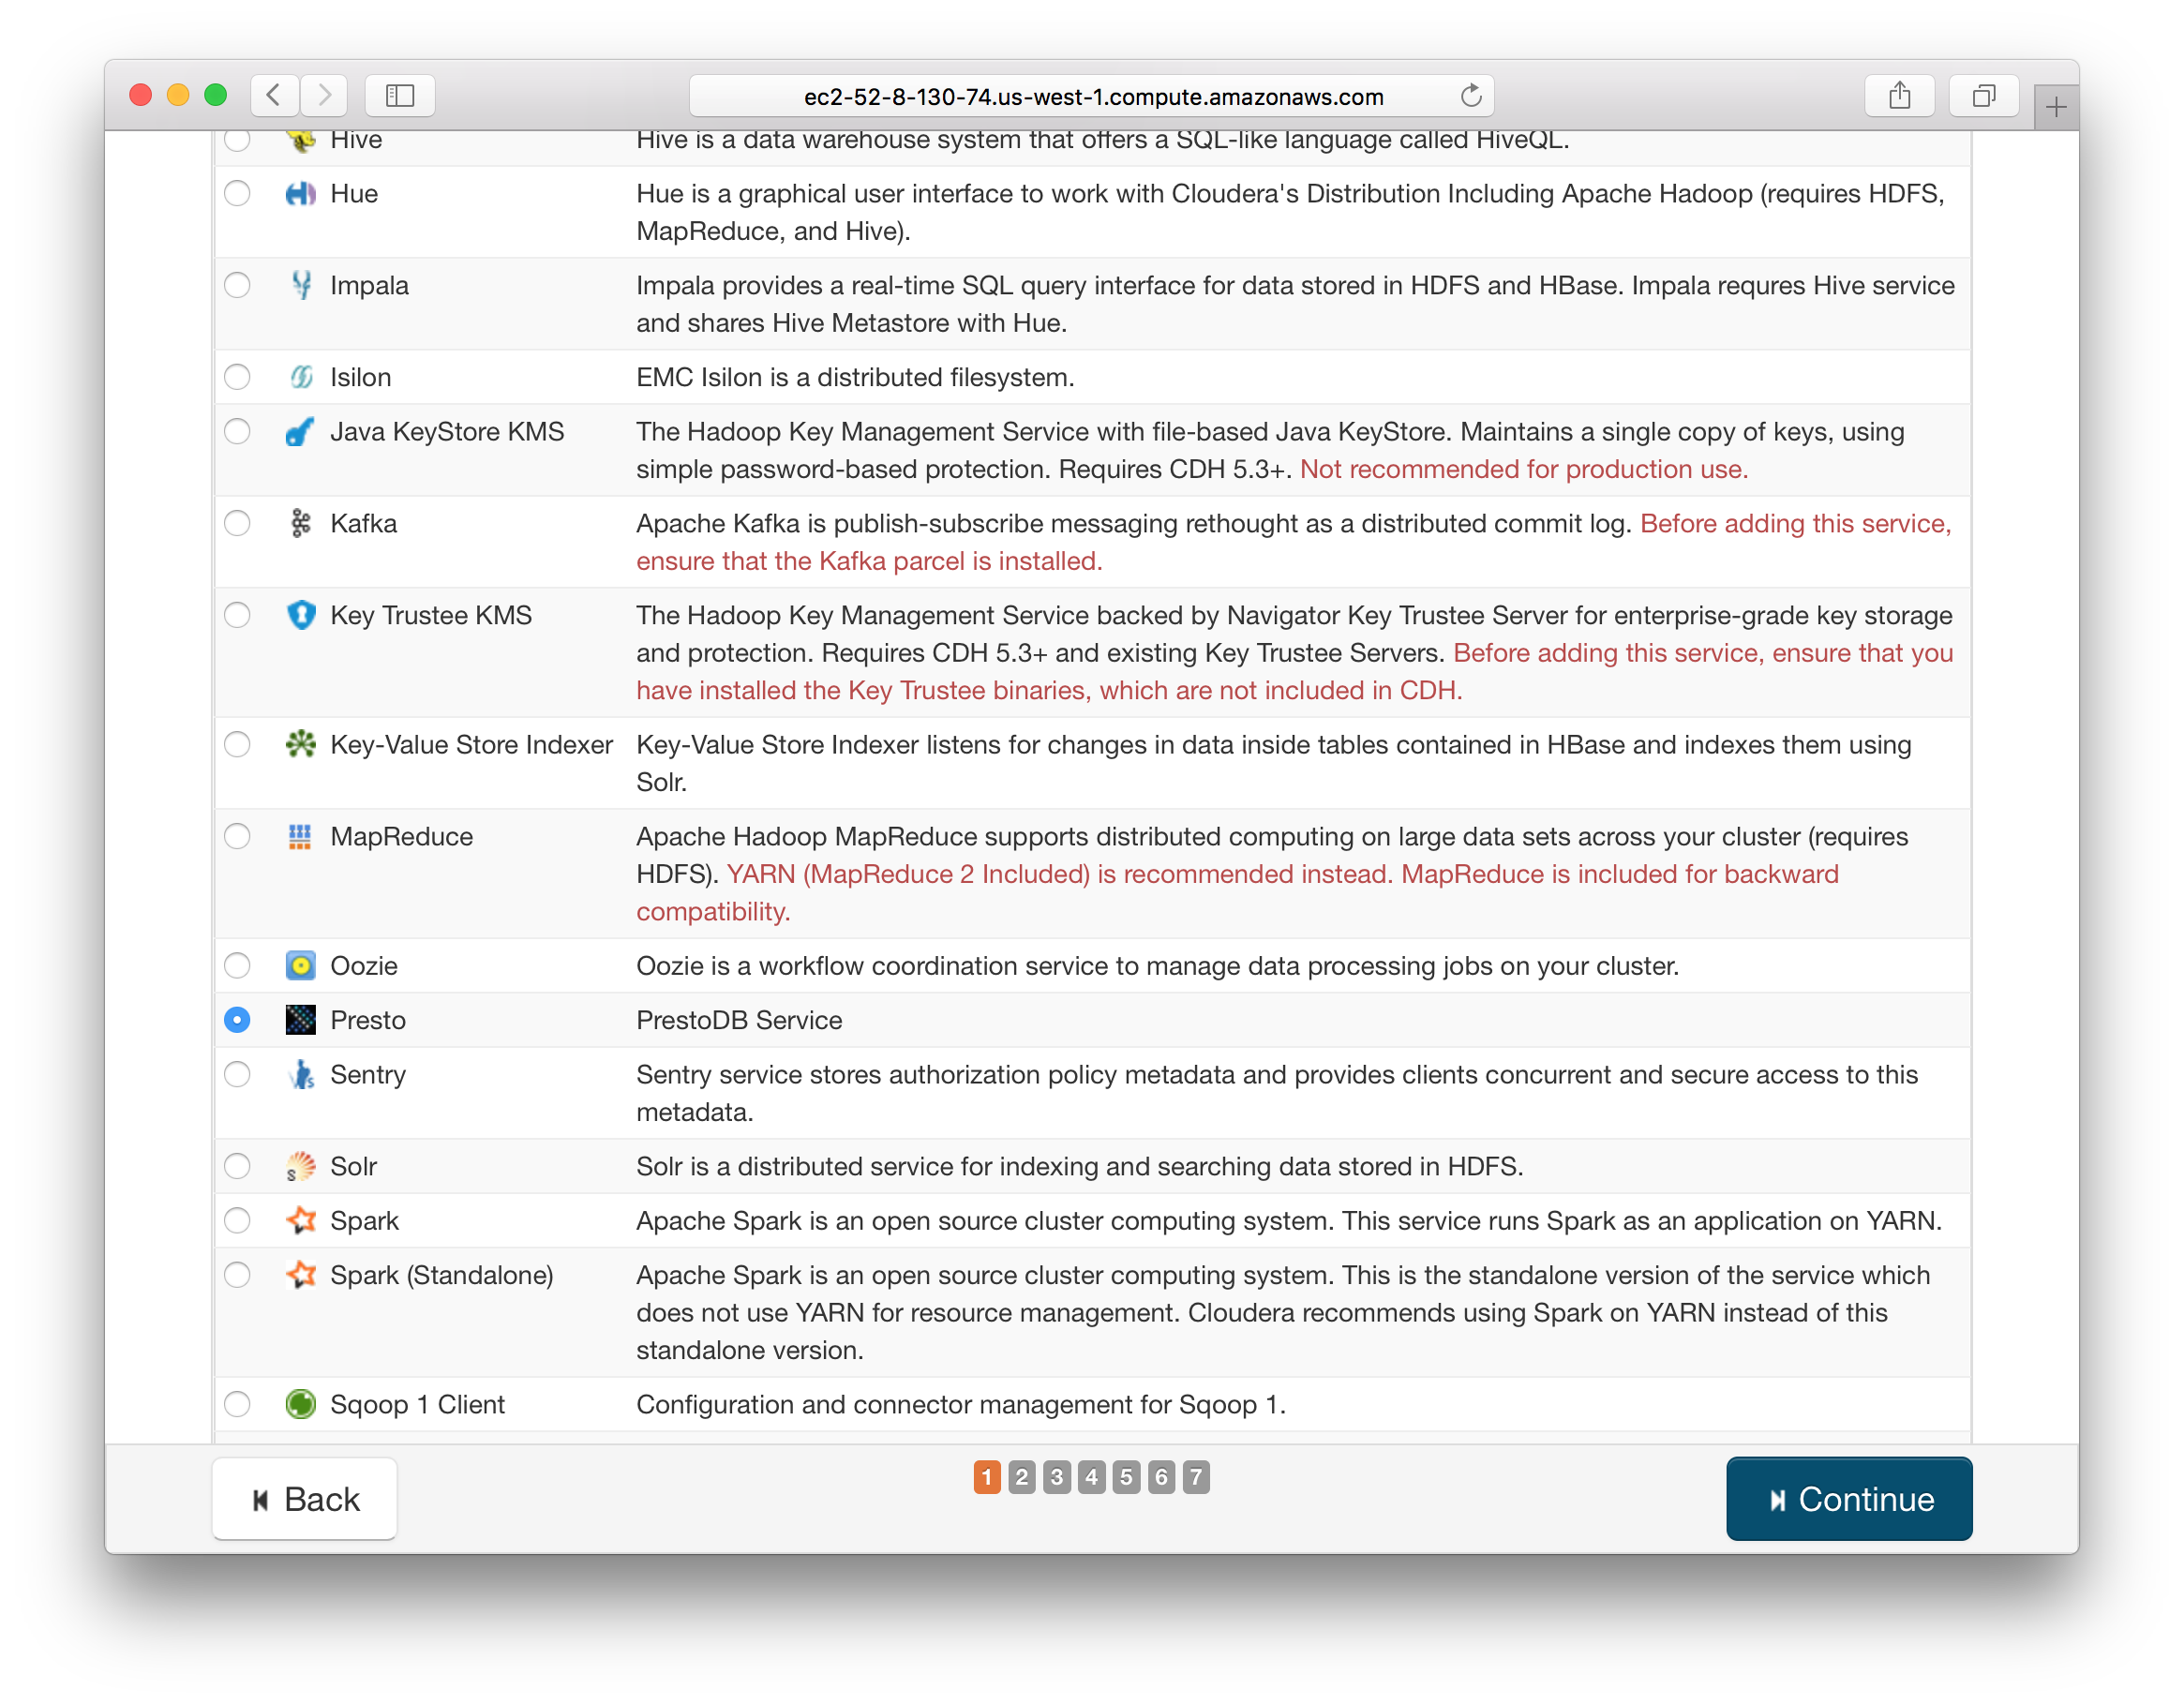 ec2-52-8-130-74.us-west-1.compute.amazonaws.com
Hive Hive is a data warehouse system that offers a SQL-like language called HiveQL.
Hue Hue is a graphical user interface to work with Cloudera's Distribution Including Apache Hadoop (requires HDFS,
MapReduce, and Hive).
Impala Impala provides a real-time SQL query interface for data stored in HDFS and HBase. Impala requres Hive service
and shares Hive Metastore with Hue.
Isilon EMC Isilon is a distributed filesystem.
Java KeyStore KMS The Hadoop Key Management Service with file-based Java KeyStore. Maintains a single copy of keys, using
simple password-based protection. Requires CDH 5.3+. Not recommended for production use.
Kafka Apache Kafka is publish-subscribe messaging rethought as a distributed commit log. Before adding this service,
ensure that the Kafka parcel is installed.
Key Trustee KMS The Hadoop Key Management Service backed by Navigator Key Trustee Server for enterprise-grade key storage
and protection. Requires CDH 5.3+ and existing Key Trustee Servers. Before adding this service, ensure that you
have installed the Key Trustee binaries, which are not included in CDH.
Key-Value Store Indexer Key-Value Store Indexer listens for changes in data inside tables contained in HBase and indexes them using
Solr.
MapReduce Apache Hadoop MapReduce supports distributed computing on large data sets across your cluster (requires
HDFS). YARN (MapReduce 2 Included) is recommended instead. MapReduce is included for backward
compatibility.
Oozie Oozie is a workflow coordination service to manage data processing jobs on your cluster.
Presto PrestoDB Service
Sentry Sentry service stores authorization policy metadata and provides clients concurrent and secure access to this
metadata.
Solr Solr is a distributed service for indexing and searching data stored in HDFS.
Spark Apache Spark is an open source cluster computing system. This service runs Spark as an application on YARN.
Spark (Standalone) Apache Spark is an open source cluster computing system. This is the standalone version of the service which
does not use YARN for resource management. Cloudera recommends using Spark on YARN instead of this
standalone version.
Sqoop 1 Client Configuration and connector management for Sqoop 1.
Back 1 2 3 4 5 6 7 Continue